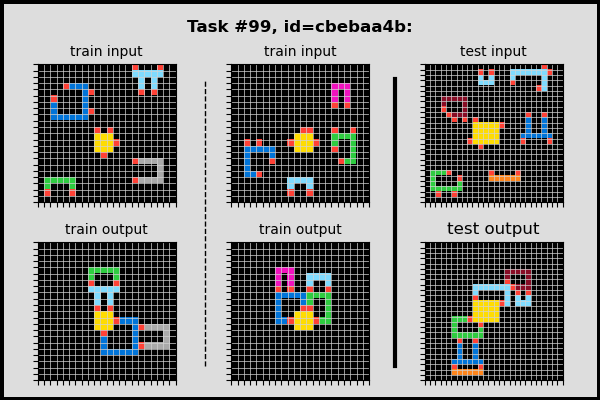 Task #99, id=cbebaa4b:
train input
train input
test input
train output
train output
test output